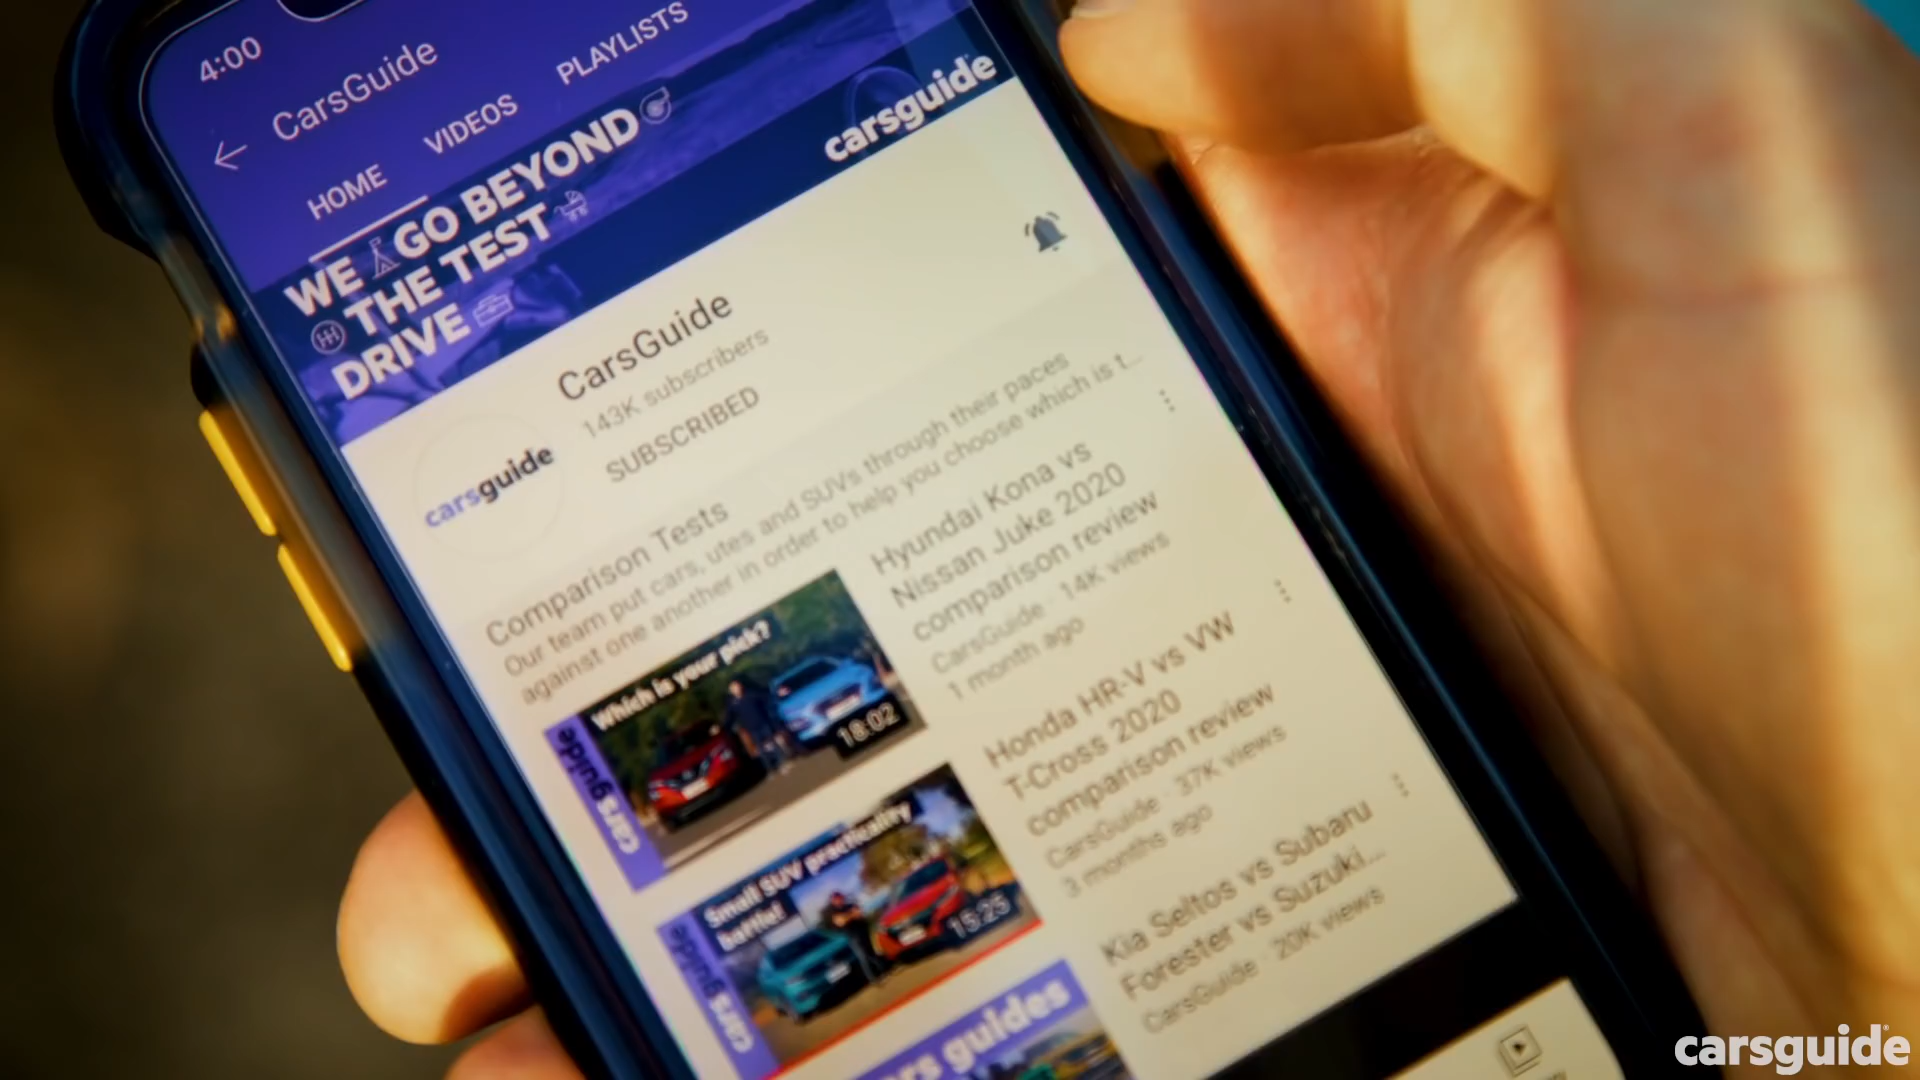 4:00
CarsGuide
HOME
VIDEOS
PLAYLISTS
WE GO BEYOND
THE TEST
DRIVE
carsguide
CarsGuide
143K subscribers
SUBSCRIBED
carsguide
Comparison Tests
Our team put cars, utes and SUVs through their paces
against one another in order to help you choose which is t...
Which is your pick?
carsguide
18:02
Hyundai Kona vs
Nissan Juke 2020
comparison review
CarsGuide · 14K views
1 month ago
Small SUV practicality
battle!
carsguide
15:25
Honda HR-V vs VW
T-Cross 2020
comparison review
CarsGuide · 37K views
3 months ago
guides
Kia Seltos vs Subaru
Forester vs Suzuki...
CarsGuide · 20K views
carsguide